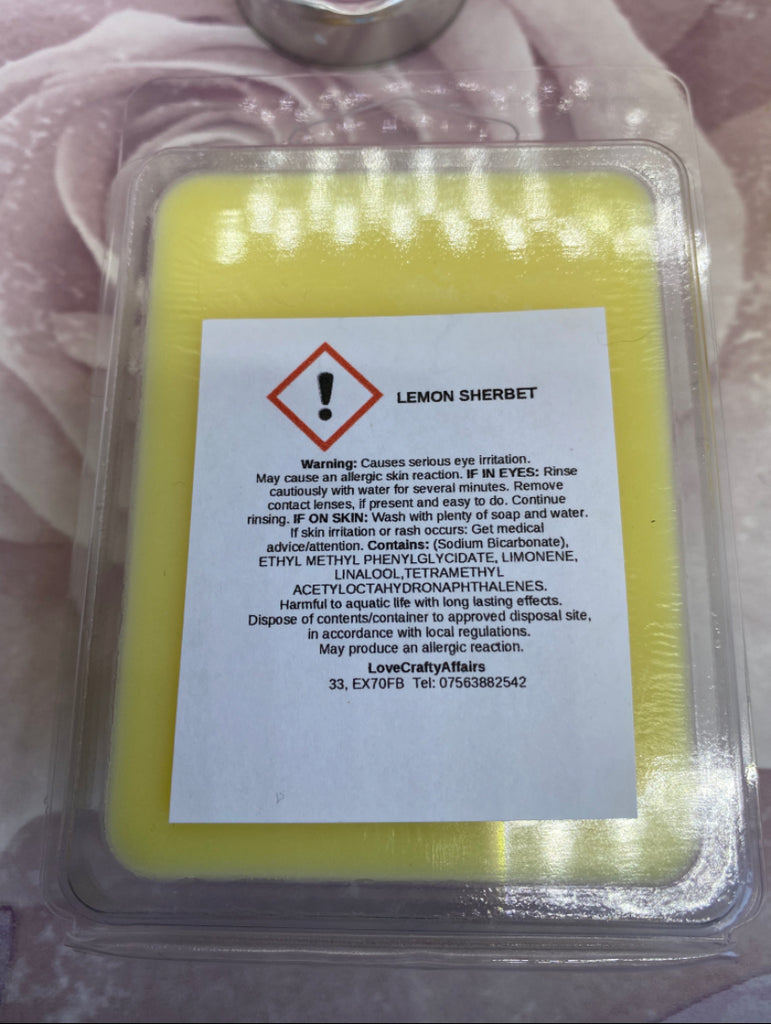 LEMON SHERBET
Warning: Causes serious eye irritation.
May cause an allergic skin reaction. IF IN EYES: Rinse
cautiously with water for several minutes. Remove
contact lenses, if present and easy to do. Continue
rinsing. IF ON SKIN: Wash with plenty of soap and water.
If skin irritation or rash occurs: Get medical
advice/attention. Contains: (Sodium Bicarbonate),
ETHYL METHYL PHENYLGLYCIDATE, LIMONENE,
LINALOOL,TETRAMETHYL
ACETYLOCTAHYDRONAPHTHALENES.
Harmful to aquatic life with long lasting effects.
Dispose of contents/container to approved disposal site,
in accordance with local regulations.
May produce an allergic reaction.
LoveCraftyAffairs
33, EX70FB Tel: 07563882542